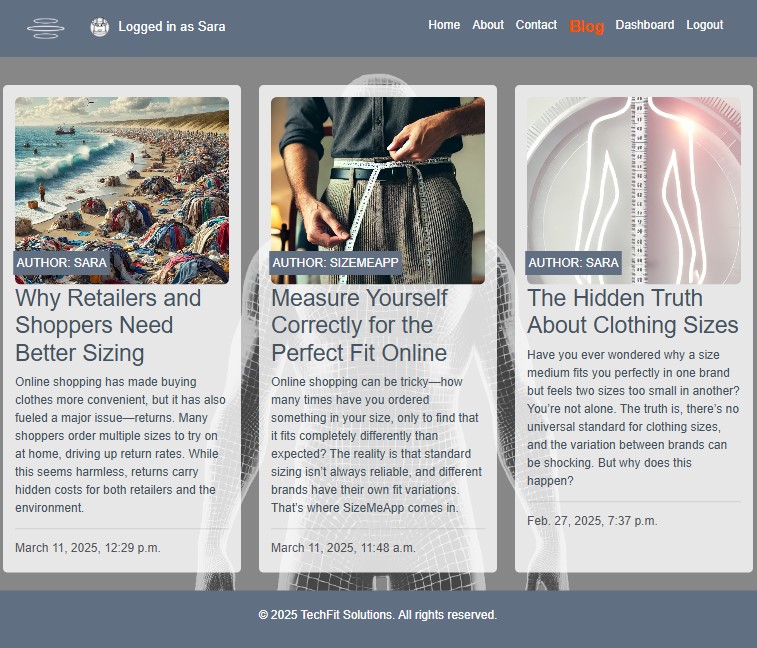 Logged in as Sara
Home About Contact Blog Dashboard Logout
AUTHOR: SARA
Why Retailers and
Shoppers Need
Better Sizing
Online shopping has made buying
clothes more convenient, but it has also
fueled a major issue—returns. Many
shoppers order multiple sizes to try on
at home, driving up return rates. While
this seems harmless, returns carry
hidden costs for both retailers and the
environment.
March 11, 2025, 12:29 p.m.
AUTHOR: SIZEMEAPP
Measure Yourself
Correctly for the
Perfect Fit Online
Online shopping can be tricky—how
many times have you ordered
something in your size, only to find that
it fits completely differently than
expected? The reality is that standard
sizing isn't always reliable, and different
brands have their own fit variations.
That's where SizeMeApp comes in.
March 11, 2025, 11:48 a.m.
AUTHOR: SARA
The Hidden Truth
About Clothing Sizes
Have you ever wondered why a size
medium fits you perfectly in one brand
but feels two sizes too small in another?
You're not alone. The truth is, there's no
universal standard for clothing sizes,
and the variation between brands can
be shocking. But why does this
happen?
Feb. 27, 2025, 7:37 p.m.
© 2025 TechFit Solutions. All rights reserved.